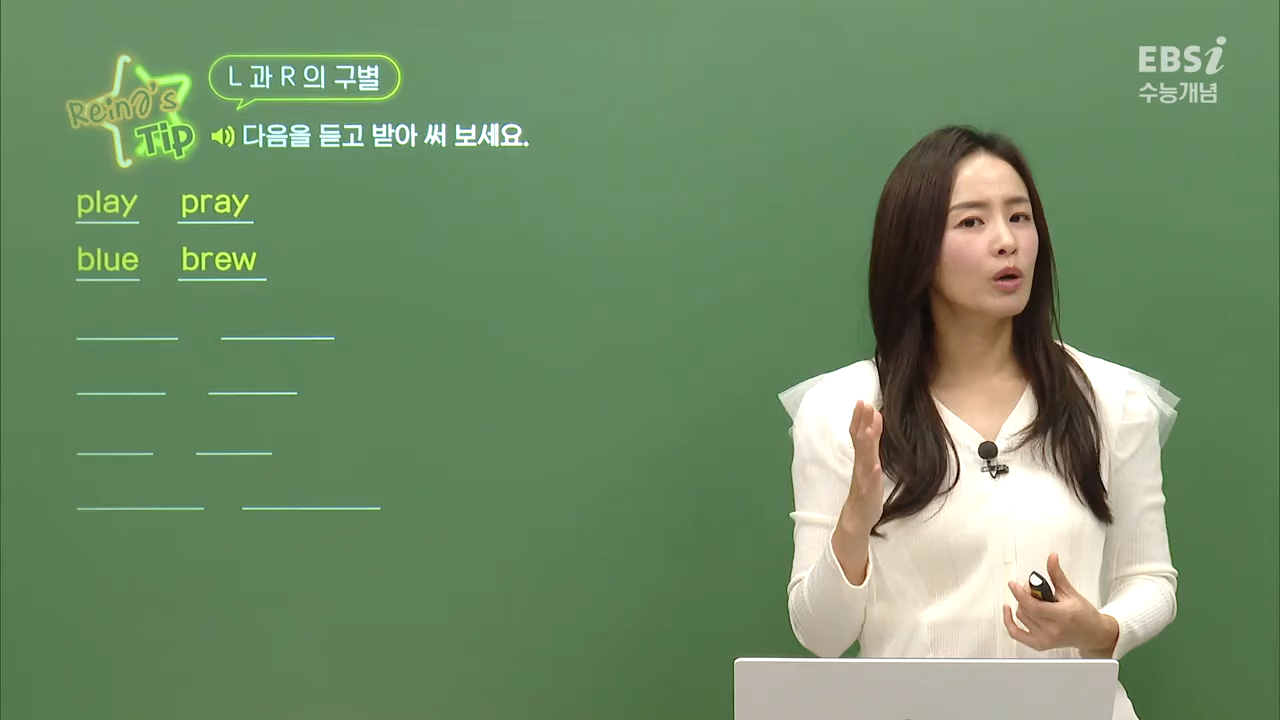 EBSi
수능개념
Reina's
Tip
L 과 R 의 구별
다음을 듣고 받아 써 보세요.
play pray
blue brew